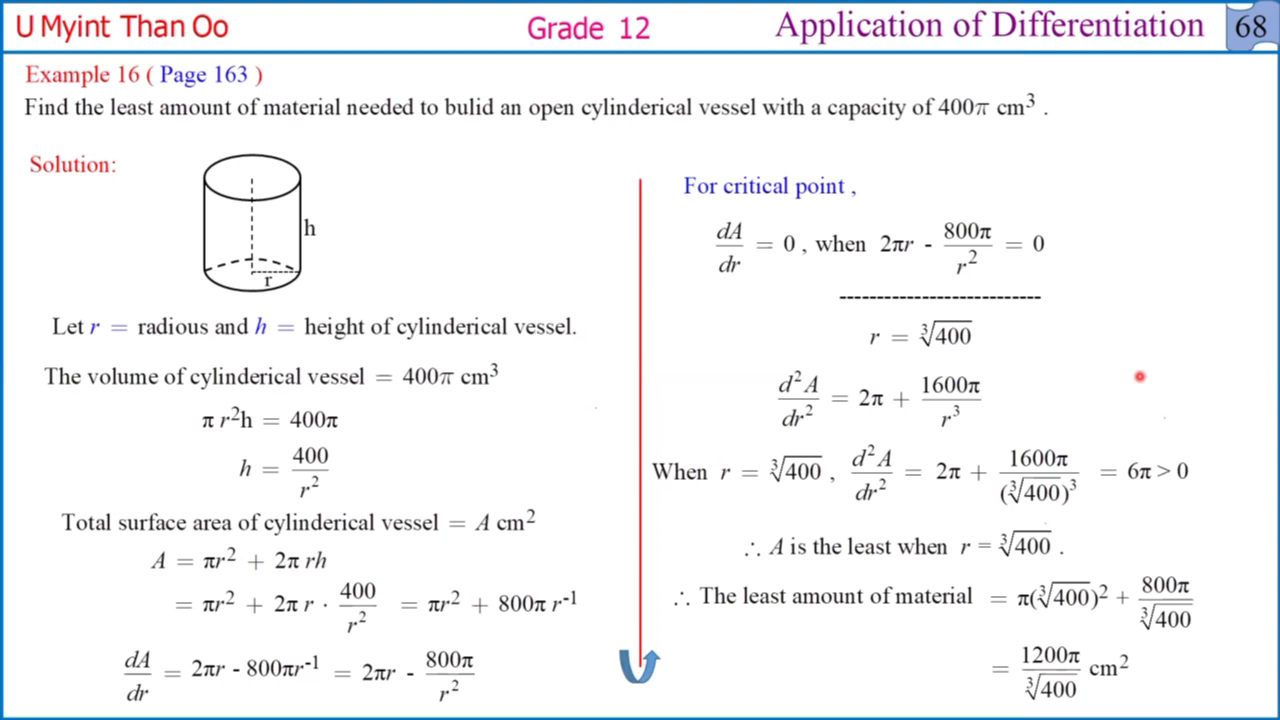 U Myint Than Oo
Grade 12
Application of Differentiation
68
Example 16 ( Page 163 )
Find the least amount of material needed to bulid an open cylinderical vessel with a capacity of 400π cm³ .
Solution:
h
r
Let r = radious and h = height of cylinderical vessel.
The volume of cylinderical vessel = 400π cm³
π r²h = 400π
h = 400/r²
Total surface area of cylinderical vessel = A cm²
A = πr² + 2π rh
= πr² + 2π r · 400/r² = πr² + 800π r⁻¹
dA/dr = 2πr - 800πr⁻¹ = 2πr - 800π/r²
For critical point ,
dA/dr = 0 , when 2πr - 800π/r² = 0
---------------------------
r = ∛400
d²A/dr² = 2π + 1600π/r³
When r = ∛400 , d²A/dr² = 2π + 1600π/(∛400)³ = 6π > 0
∴ A is the least when r = ∛400 .
∴ The least amount of material = π(∛400)² + 800π/∛400
= 1200π/∛400 cm²